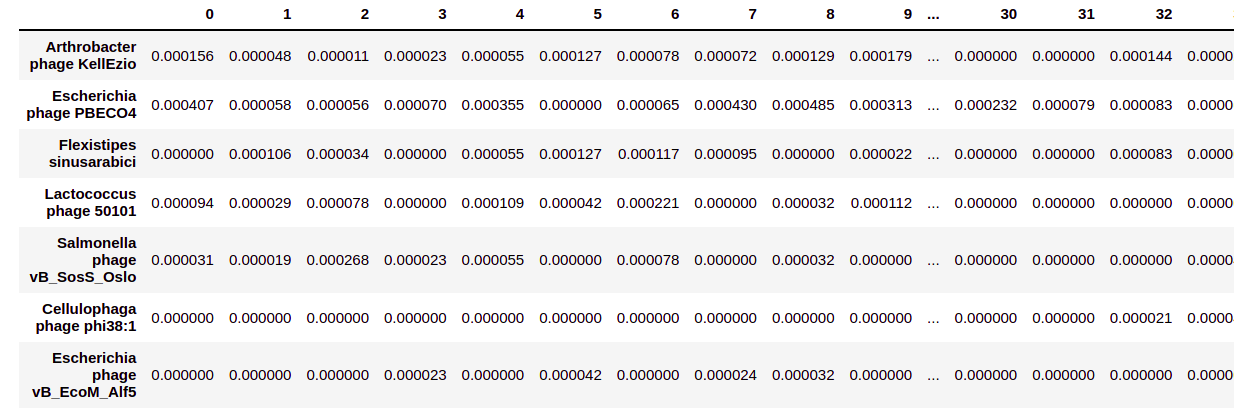 0 1 2 3 4 5 6 7 8 9 ... 30 31 32
Arthrobacter
phage KellEzio 0.000156 0.000048 0.000011 0.000023 0.000055 0.000127 0.000078 0.000072 0.000129 0.000179 ... 0.000000 0.000000 0.000144 0.0000
Escherichia
phage PBECO4 0.000407 0.000058 0.000056 0.000070 0.000355 0.000000 0.000065 0.000430 0.000485 0.000313 ... 0.000232 0.000079 0.000083 0.0000
Flexistipes
sinusarabici 0.000000 0.000106 0.000034 0.000000 0.000055 0.000127 0.000117 0.000095 0.000000 0.000022 ... 0.000000 0.000000 0.000083 0.0000
Lactococcus
phage 50101 0.000094 0.000029 0.000078 0.000000 0.000109 0.000042 0.000221 0.000000 0.000032 0.000112 ... 0.000000 0.000000 0.000000 0.0000
Salmonella
phage 0.000031 0.000019 0.000268 0.000023 0.000055 0.000000 0.000078 0.000000 0.000032 0.000000 ... 0.000000 0.000000 0.000000 0.0000
vB_SosS_Oslo
Cellulophaga
phage phi38:1 0.000000 0.000000 0.000000 0.000000 0.000000 0.000000 0.000000 0.000000 0.000000 0.000000 ... 0.000000 0.000000 0.000021 0.0000
Escherichia
phage 0.000000 0.000000 0.000000 0.000023 0.000000 0.000042 0.000000 0.000024 0.000032 0.000000 ... 0.000000 0.000000 0.000000 0.0000
vB_EcoM_Alf5